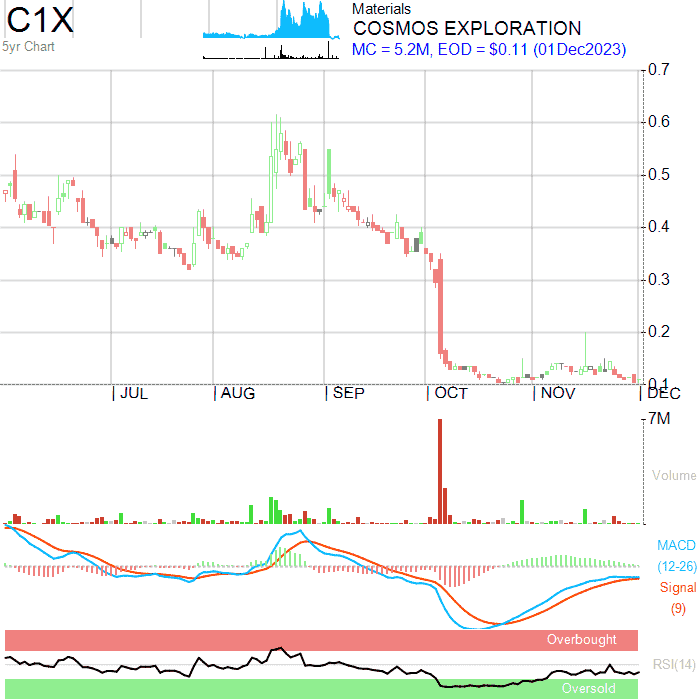 C1X
5yr Chart
Materials
COSMOS EXPLORATION
MC = 5.2M, EOD = $0.11 (01Dec2023)
0.7
0.6
0.5
0.4
0.3
0.2
0.1
JUL AUG SEP OCT NOV DEC
7M
Volume
MACD
(12-26)
Signal
(9)
Overbought
RSI(14)
Oversold